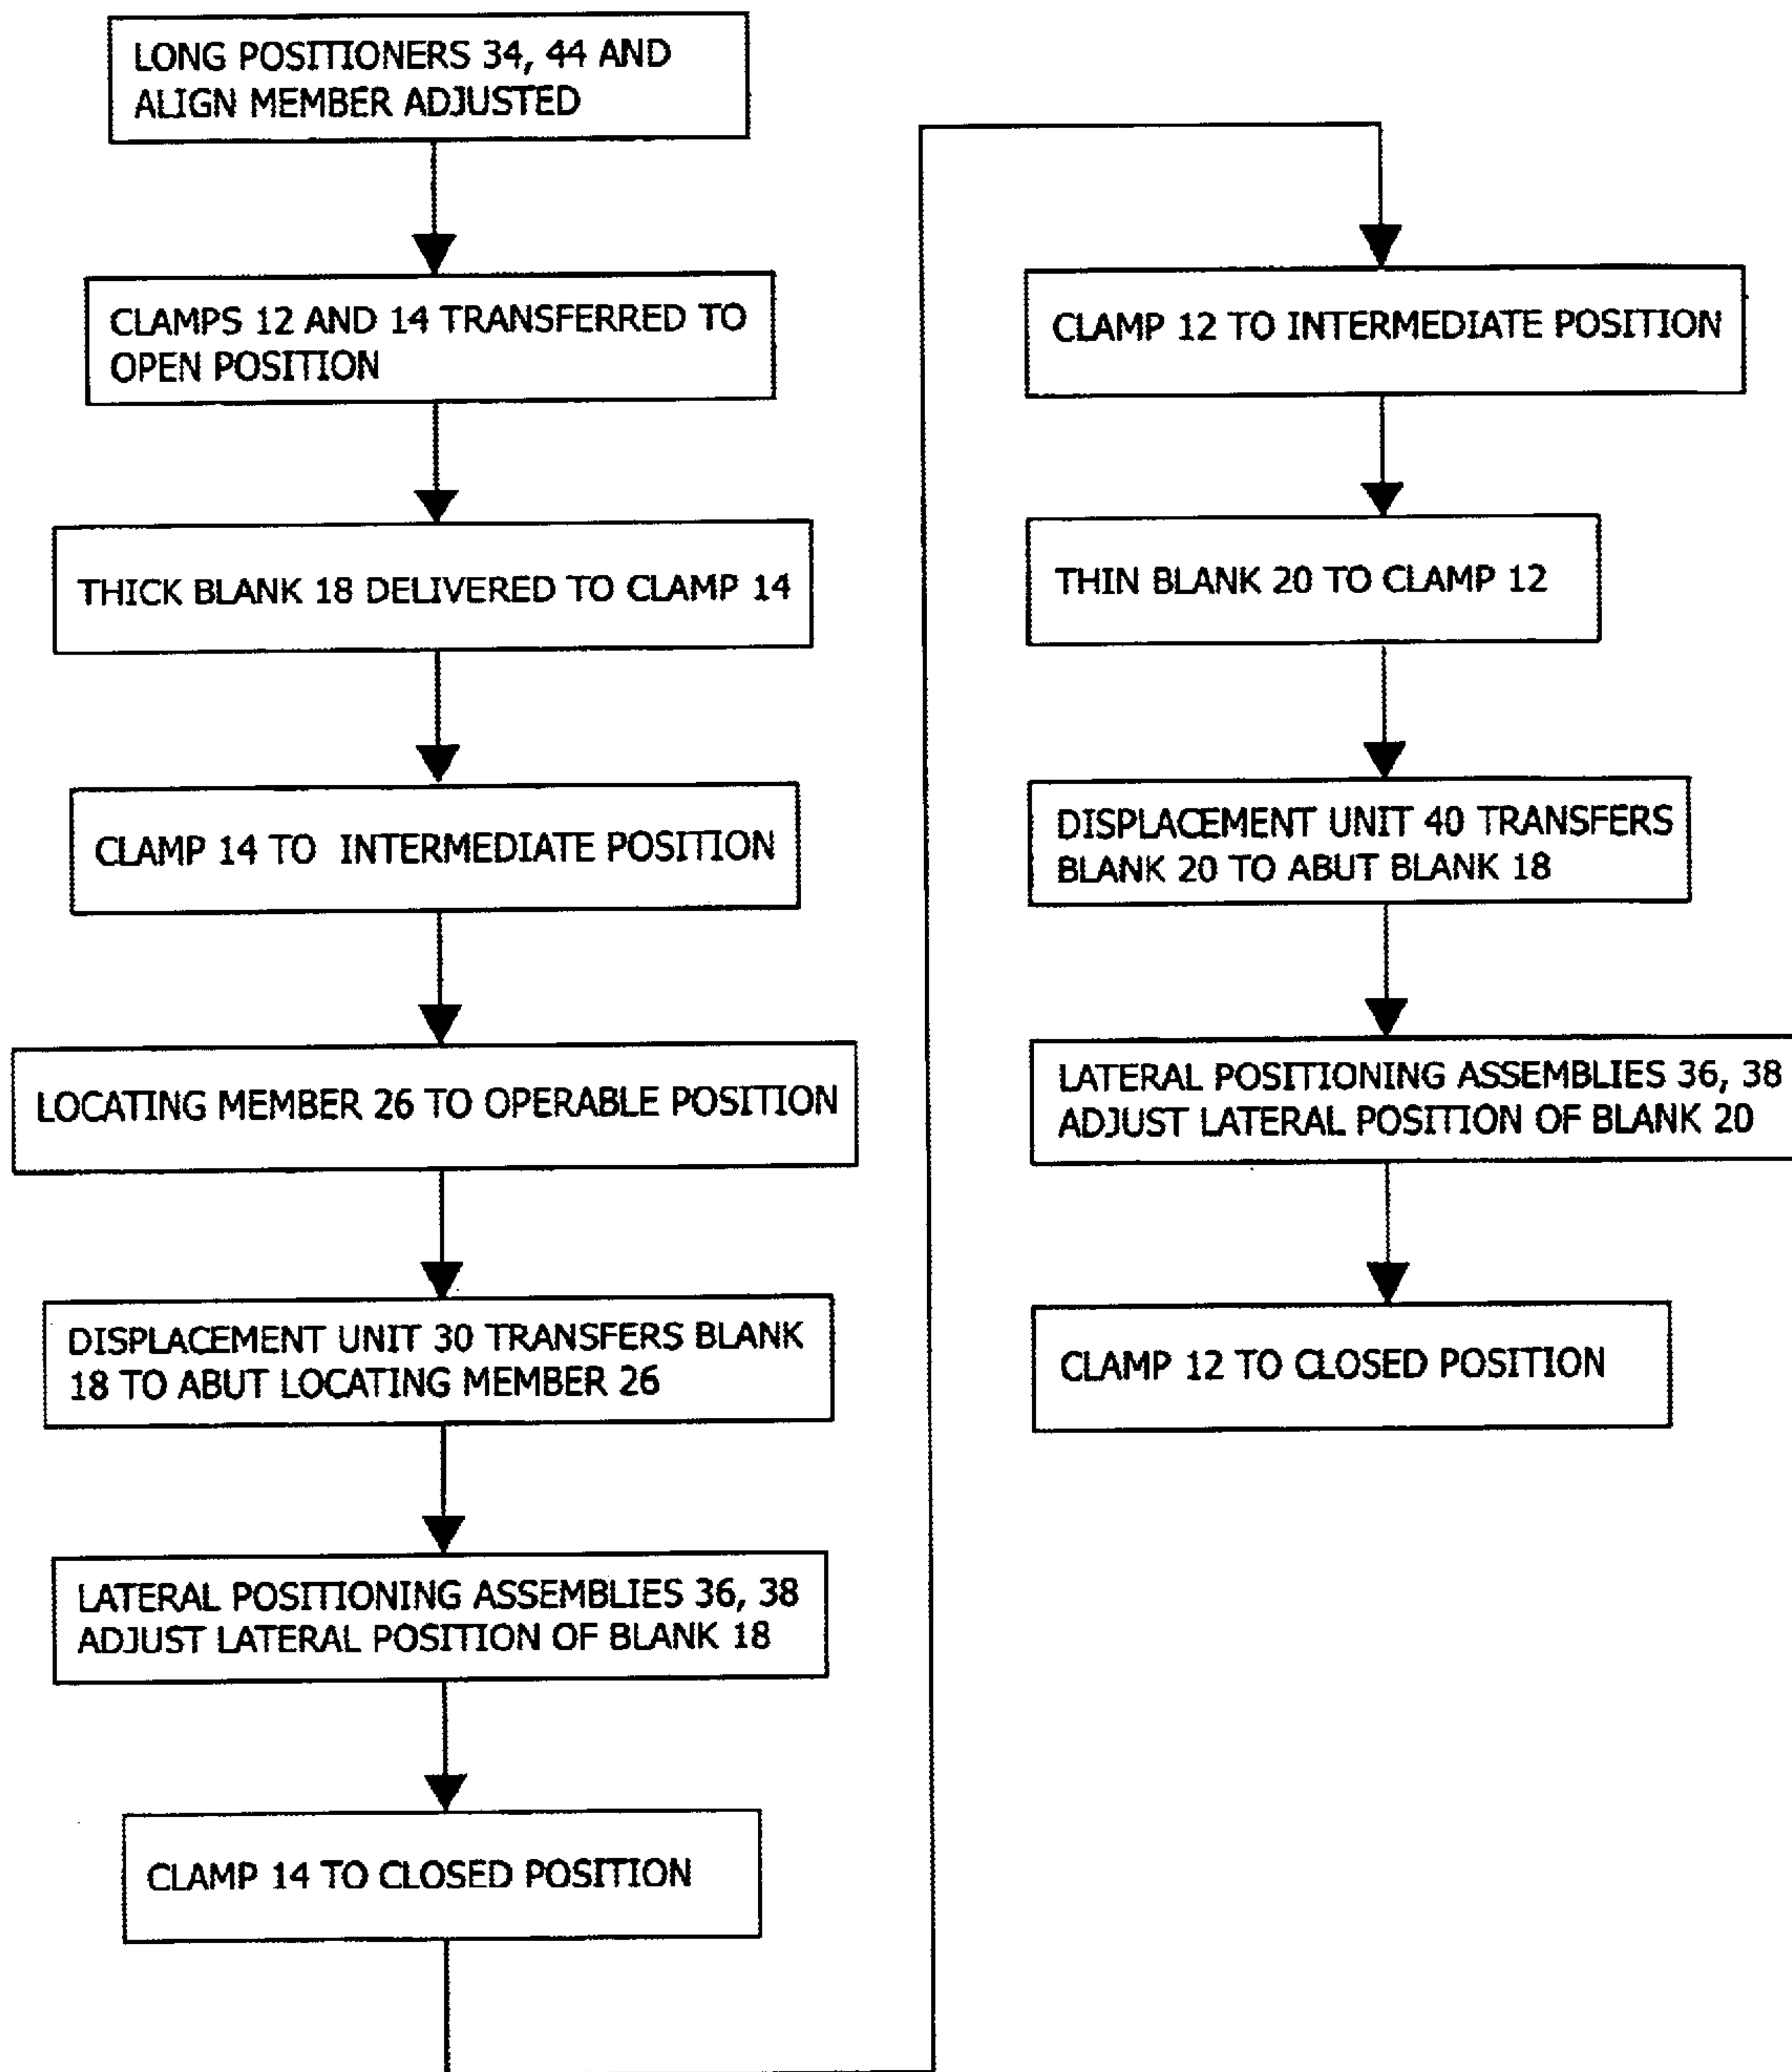 LONG POSITIONERS 34, 44 AND
ALIGN MEMBER ADJUSTED
CLAMPS 12 AND 14 TRANSFERRED TO
OPEN POSITION
THICK BLANK 18 DELIVERED TO CLAMP 14
CLAMP 14 TO INTERMEDIATE POSITION
LOCATING MEMBER 26 TO OPERABLE POSITION
DISPLACEMENT UNIT 30 TRANSFERS BLANK
18 TO ABUT LOCATING MEMBER 26
LATERAL POSITIONING ASSEMBLIES 36, 38
ADJUST LATERAL POSITION OF BLANK 18
CLAMP 14 TO CLOSED POSITION
CLAMP 12 TO INTERMEDIATE POSITION
THIN BLANK 20 TO CLAMP 12
DISPLACEMENT UNIT 40 TRANSFERS
BLANK 20 TO ABUT BLANK 18
LATERAL POSITIONING ASSEMBLIES 36, 38
ADJUST LATERAL POSITION OF BLANK 20
CLAMP 12 TO CLOSED POSITION